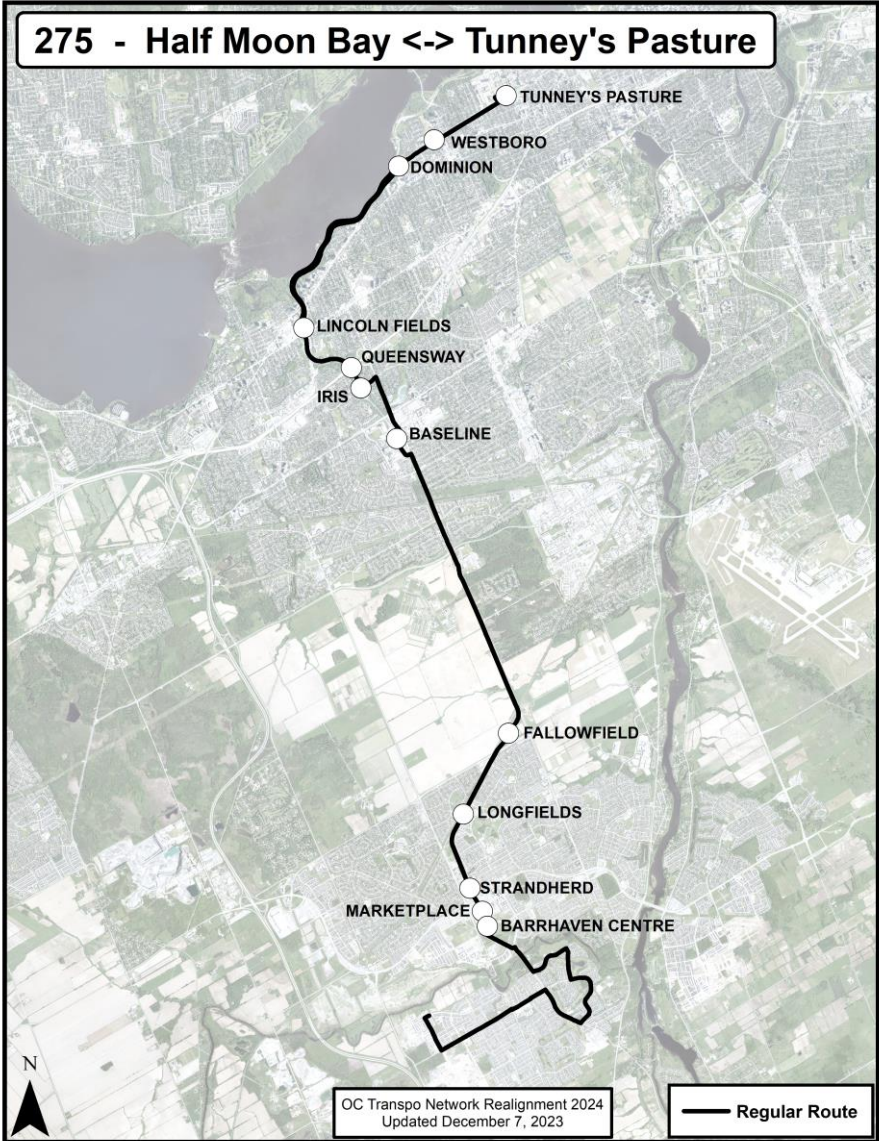 275 - Half Moon Bay <-> Tunney's Pasture
TUNNEY'S PASTURE
WESTBORO
DOMINION
LINCOLN FIELDS
QUEENSWAY
IRIS
BASELINE
FALLOWFIELD
LONGFIELDS
STRANDHERD
MARKETPLACE
BARRHAVEN CENTRE
N
OC Transpo Network Realignment 2024
Updated December 7, 2023
Regular Route